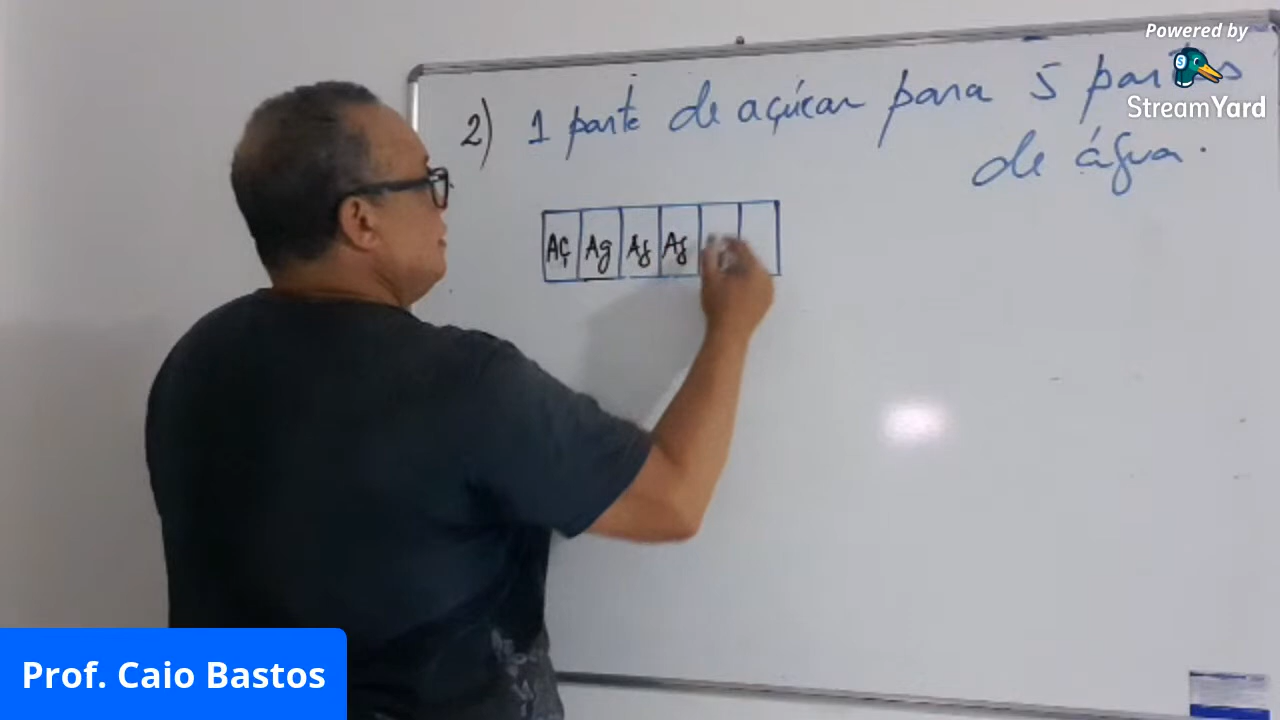 Powered by
StreamYard
2) 1 parte de açúcar para 5 partes
de água.
Aç Ag Ag Ag
Prof. Caio Bastos